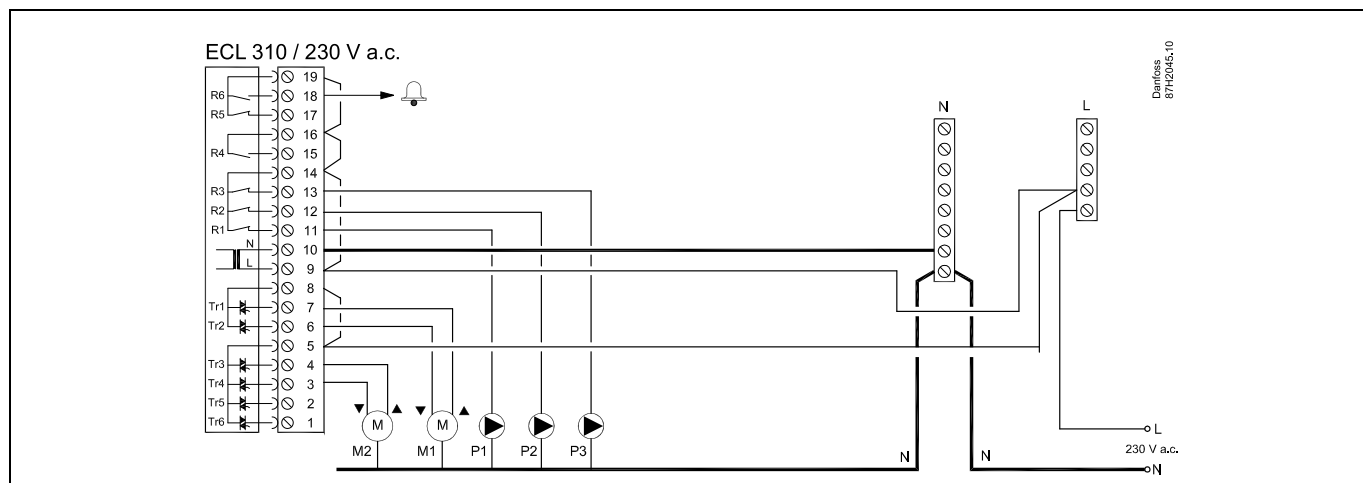 ECL 310 / 230 V a.c.
Danfoss
87H2045.10
19
R6 18
R5 17
16
R4 15
14
R3 13
R2 12
R1 11
N 10
L 9
8
Tr1 7
Tr2 6
5
Tr3 4
Tr4 3
Tr5 2
Tr6 1
N
L
M M
M2 M1 P1 P2 P3
N N
L
230 V a.c.
N